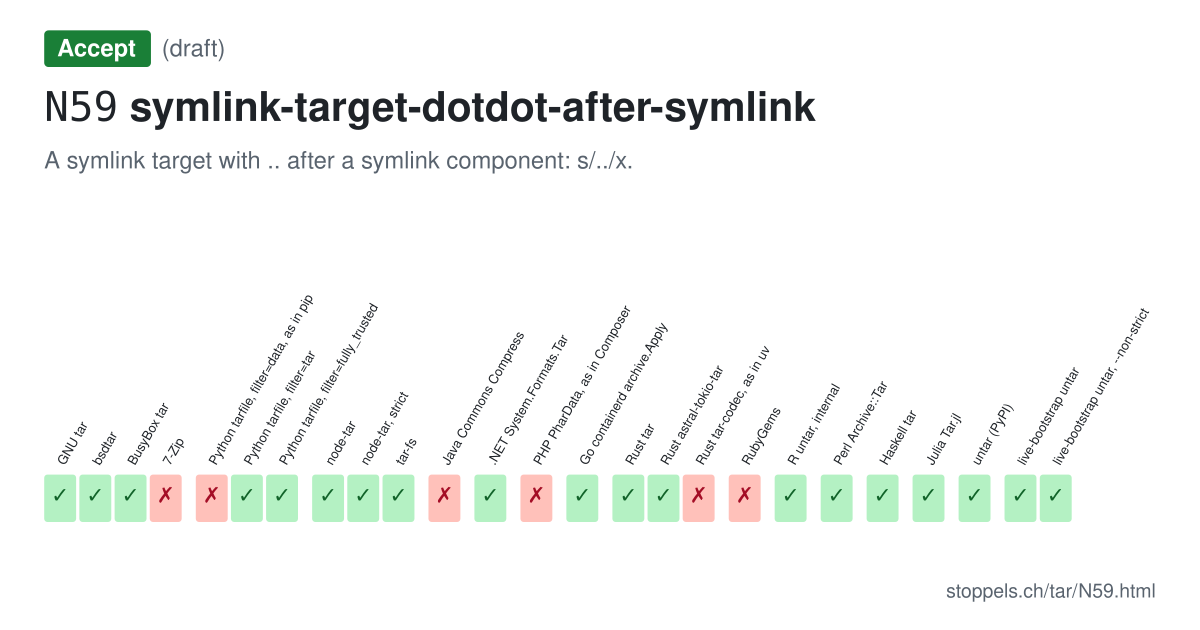 Accept (draft)
N59 symlink-target-dotdot-after-symlink
A symlink target with .. after a symlink component: s/../x.
GNU tar
bsdtar
BusyBox tar
7-Zip
Python tarfile, filter=data, as in pip
Python tarfile, filter=tar
Python tarfile, filter=fully_trusted
node-tar
node-tar, strict
tar-fs
Java Commons Compress
.NET System.Formats.Tar
PHP PharData, as in Composer
Go containerd archive.Apply
Rust tar
Rust astral-tokio-tar
Rust tar-codec, as in uv
RubyGems
R untar, internal
Perl Archive::Tar
Haskell tar
Julia Tar.jl
untar (PyPI)
live-bootstrap untar
live-bootstrap untar, --non-strict
✓ ✓ ✓ ✗ ✗ ✓ ✓ ✓ ✓ ✓ ✗ ✓ ✗ ✓ ✓ ✓ ✗ ✗ ✓ ✓ ✓ ✓ ✓ ✓ ✓
stoppels.ch/tar/N59.html